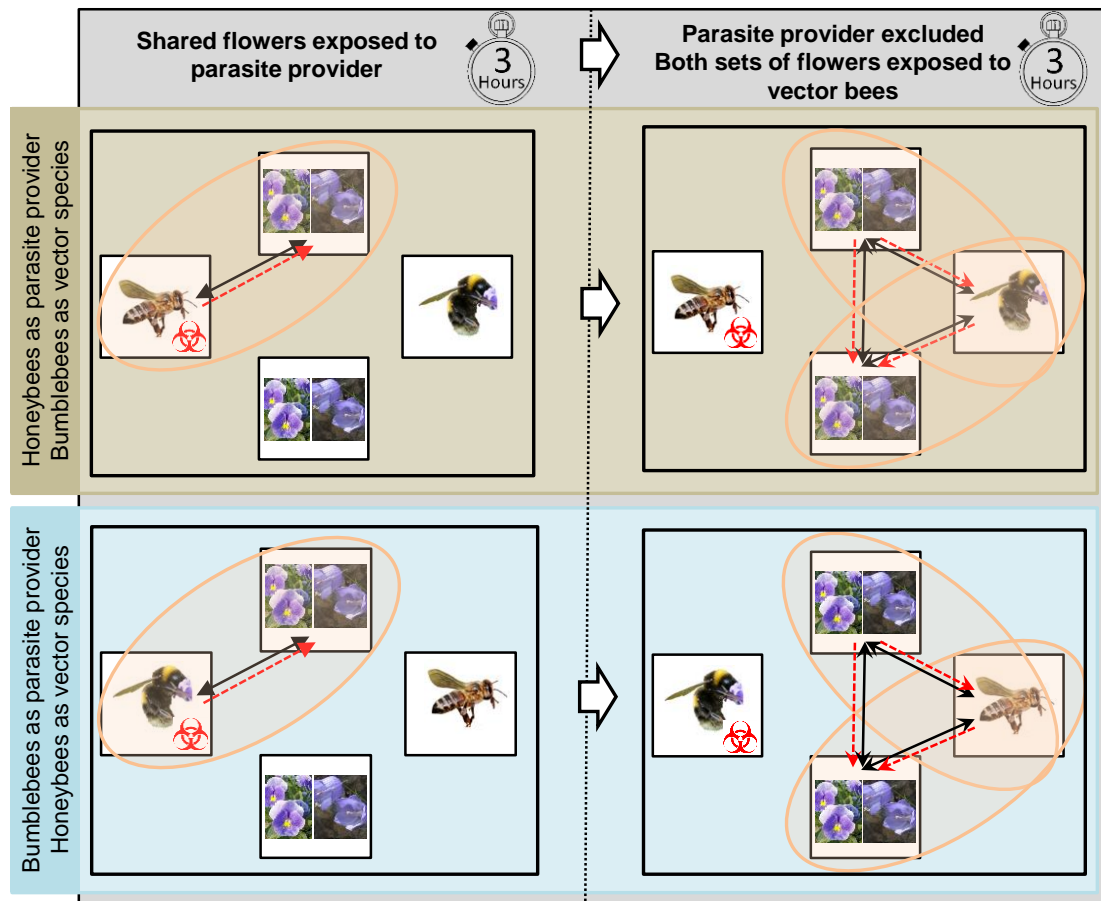 Shared flowers exposed to
parasite provider
3
Hours
Parasite provider excluded
Both sets of flowers exposed to
vector bees
3
Hours
Honeybees as parasite provider
Bumblebees as vector species
Bumblebees as parasite provider
Honeybees as vector species